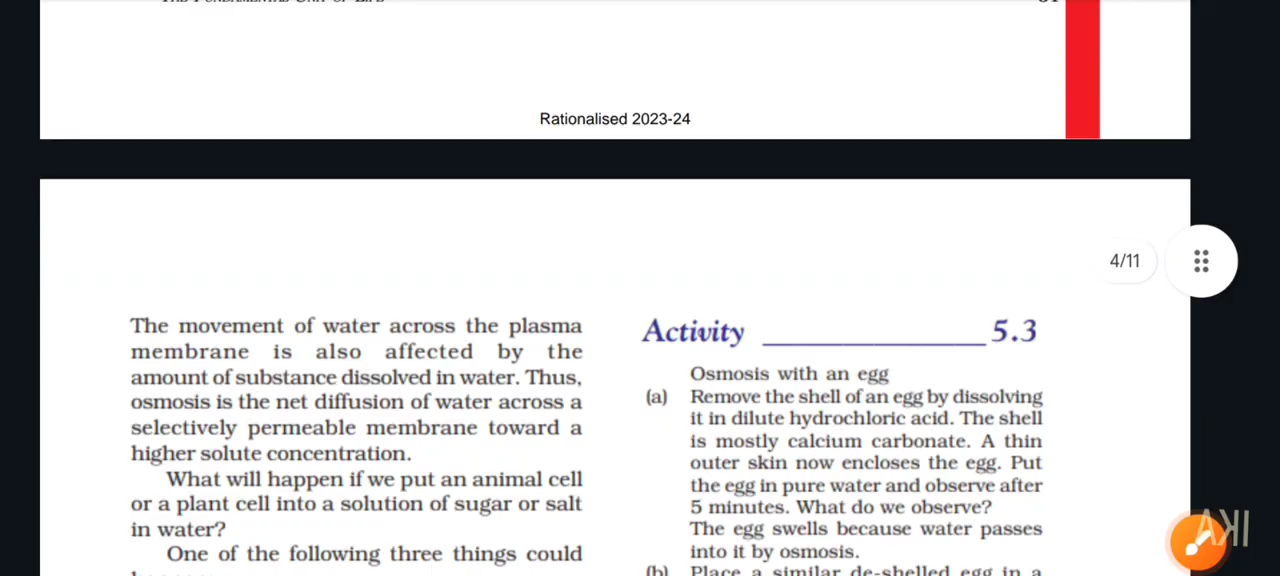 Rationalised 2023-24
4/11
The movement of water across the plasma
membrane is also affected by the
amount of substance dissolved in water. Thus,
osmosis is the net diffusion of water across a
selectively permeable membrane toward a
higher solute concentration.
What will happen if we put an animal cell
or a plant cell into a solution of sugar or salt
in water?
One of the following three things could
Activity 5.3
Osmosis with an egg
(a) Remove the shell of an egg by dissolving
it in dilute hydrochloric acid. The shell
is mostly calcium carbonate. A thin
outer skin now encloses the egg. Put
the egg in pure water and observe after
5 minutes. What do we observe?
The egg swells because water passes
into it by osmosis.
(b) Place a similar de-shelled egg in a